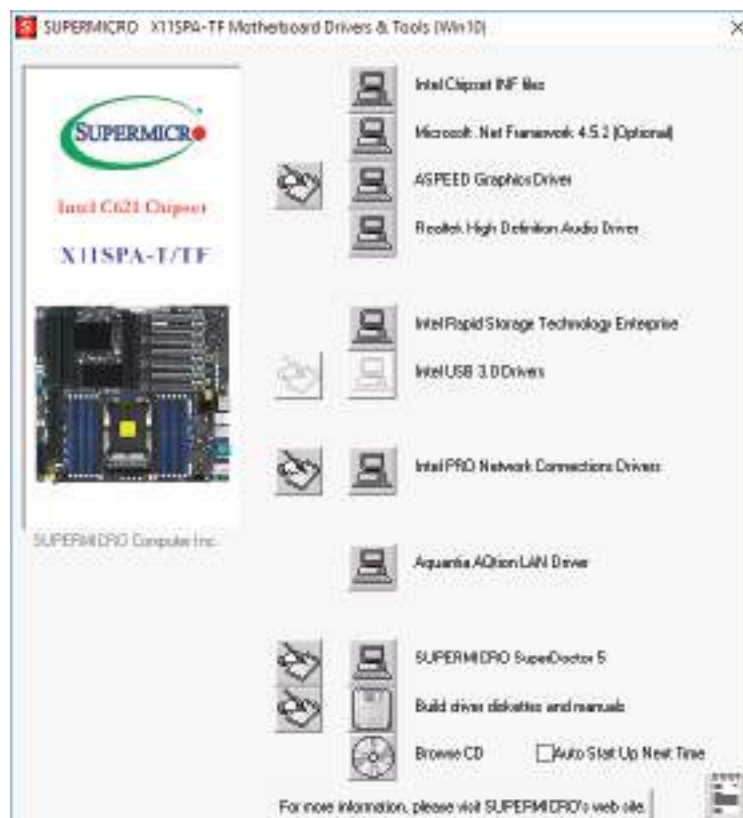 SUPERMICRO X11SPA-TF Motherboard Drivers & Tools (Win10)
SUPERMICR
Intel C621 Chipset
X11SPA-T/TF
SUPERMICRO Computer Inc.
Intel Chipset INF files
Microsoft .Net Framework 4.5.2 (Optional)
ASPEED Graphics Driver
Realtek High Definition Audio Driver
Intel Rapid Storage Technology Enterprise
Intel USB 3.0 Drivers
Intel PRO Network Connections Drivers
Aquantia AQtion LAN Driver
SUPERMICRO SuperDoctor 5
Build driver diskettes and manuals
Browse CD
Auto Start Up Next Time
For more information, please visit SUPERMICRO's web site.